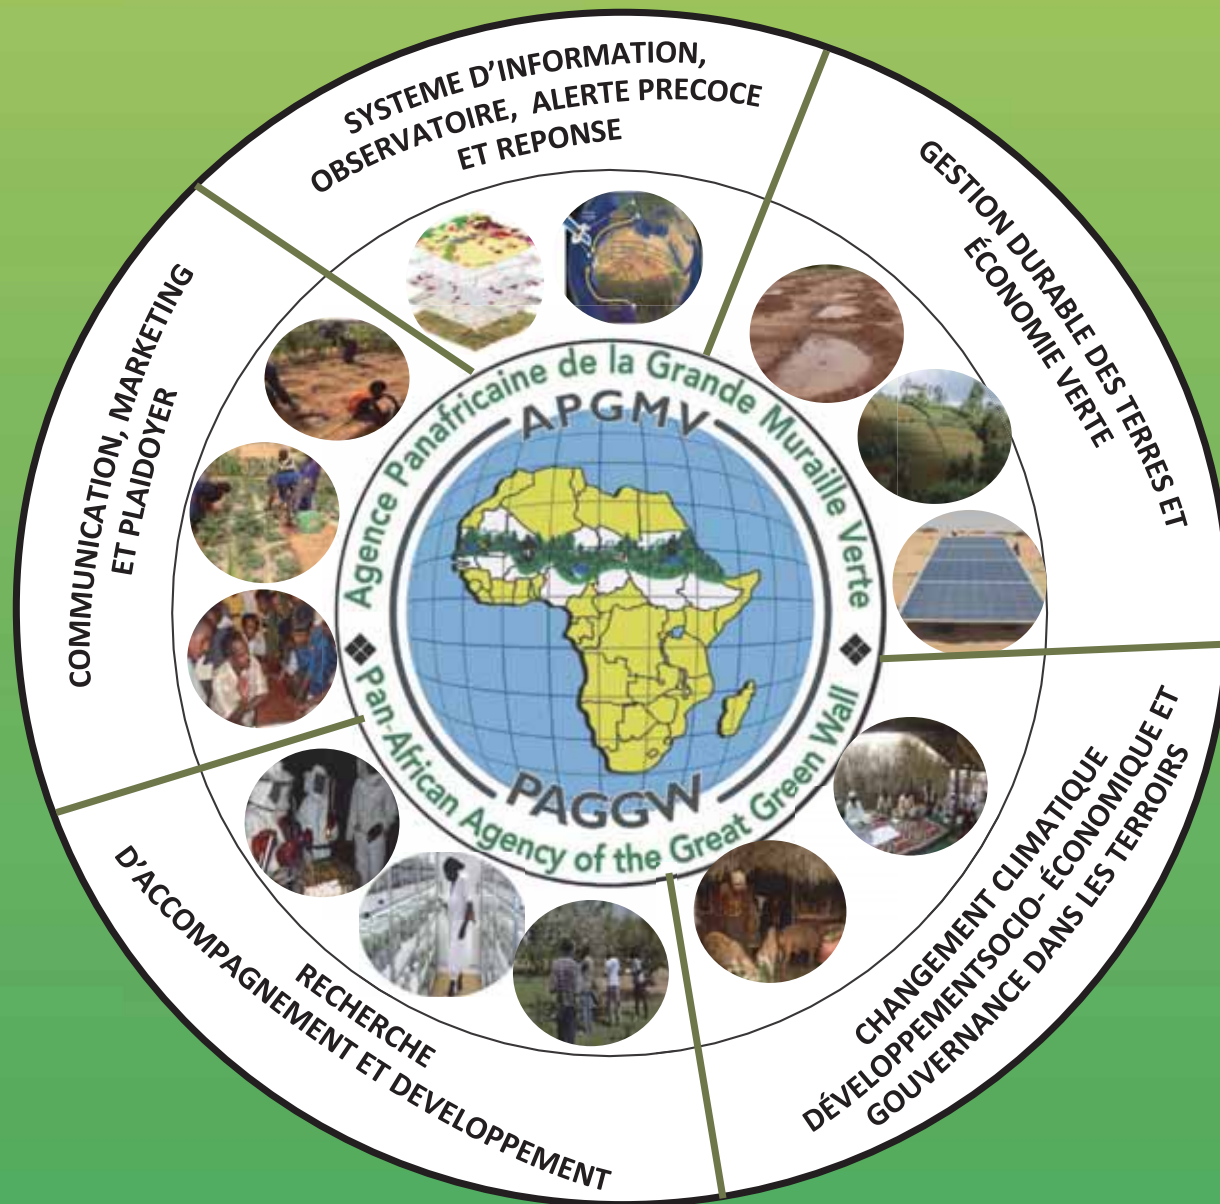 SYSTEME D'INFORMATION,
OBSERVATOIRE, ALERTE PRECOCE
ET REPONSE
GESTION DURABLE DES TERRES ET
ÉCONOMIE VERTE
CHANGEMENT CLIMATIQUE
DÉVELOPPEMENTSOCIO- ÉCONOMIQUE ET
GOUVERNANCE DANS LES TERROIRS
RECHERCHE
D'ACCOMPAGNEMENT ET DEVELOPPEMENT
COMMUNICATION, MARKETING
ET PLAIDOYER
Agence Panafricaine de la Grande Muraille Verte
APGMV
PAGGW
Pan-African Agency of the Great Green Wall